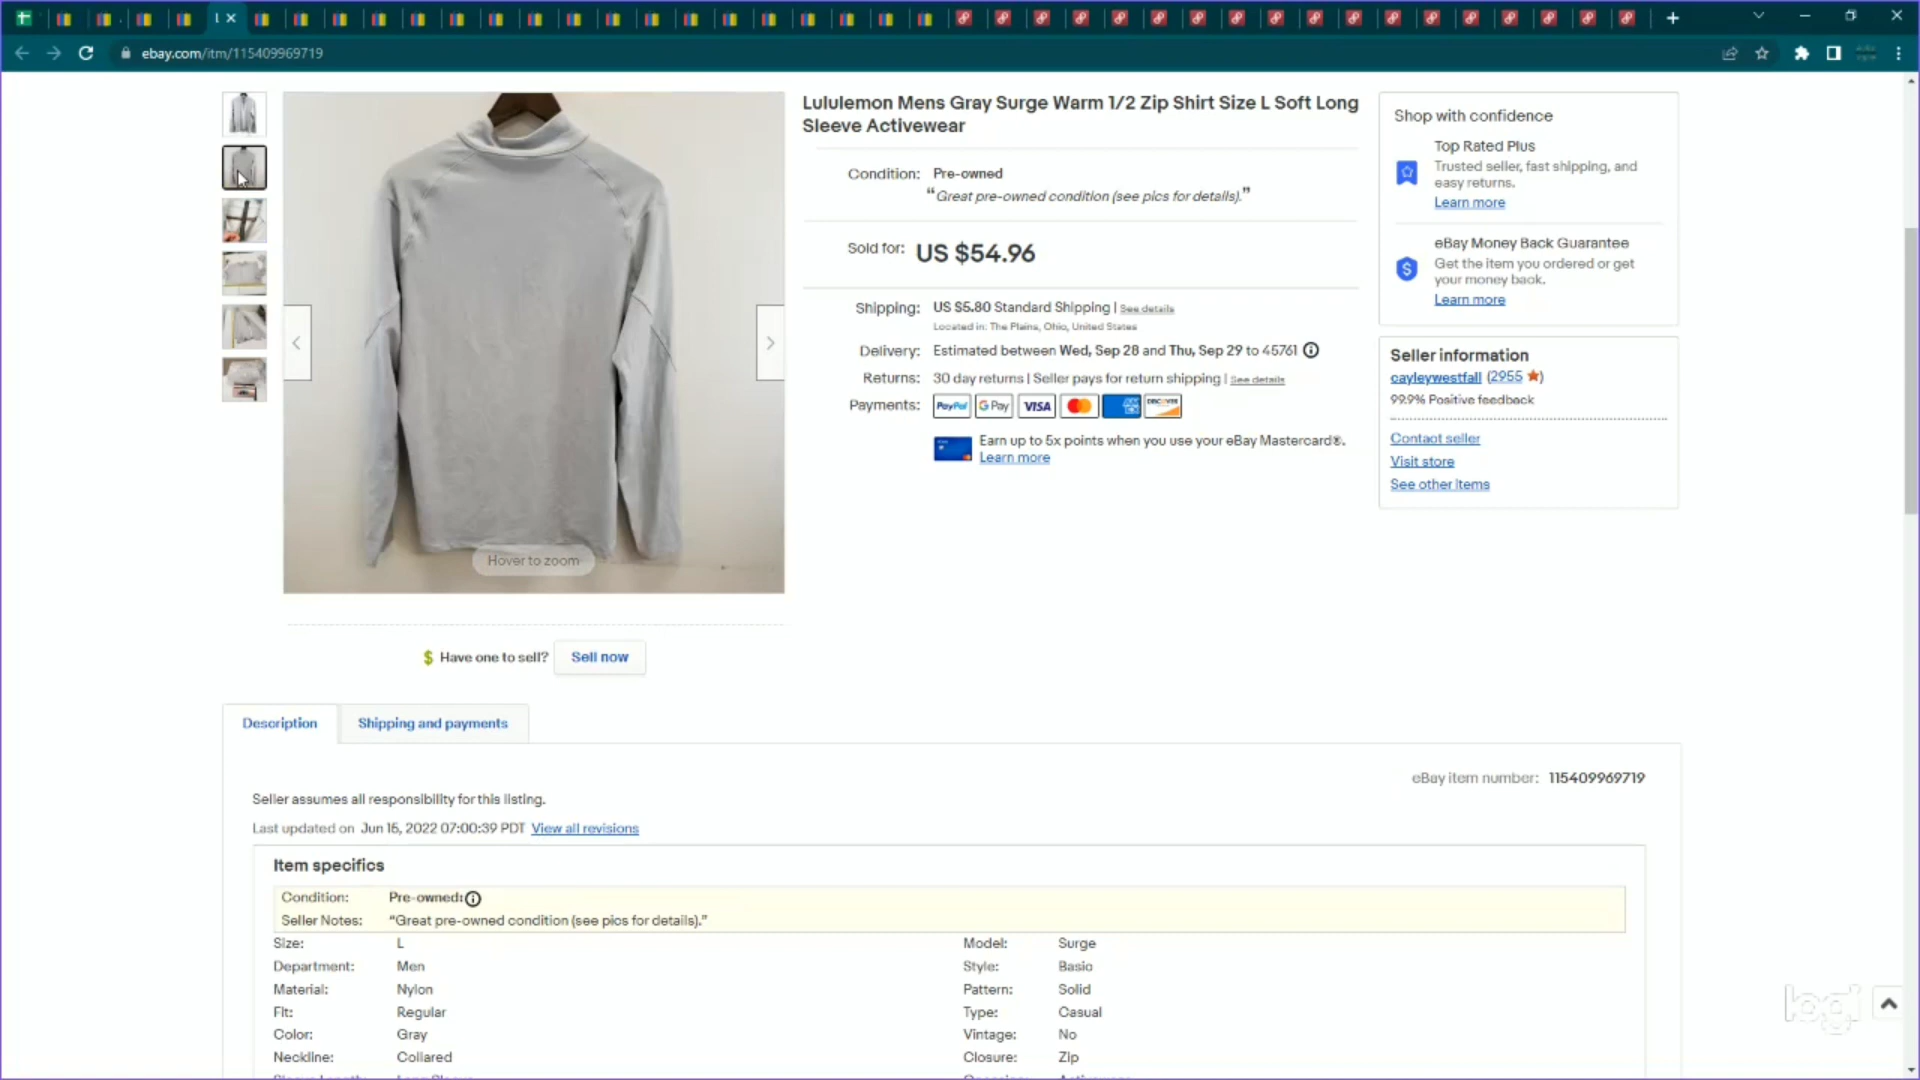 ebay.com/itm/115409969719
Lululemon Mens Gray Surge Warm 1/2 Zip Shirt Size L Soft Long
Sleeve Activewear
Condition: Pre-owned
“Great pre-owned condition (see pics for details).”
Sold for: US $54.96
Shipping: US $5.80 Standard Shipping | See details
Located in: The Plains, Ohio, United States
Delivery: Estimated between Wed, Sep 28 and Thu, Sep 29 to 45761
Returns: 30 day returns | Seller pays for return shipping | See details
Payments: PayPal G Pay VISA DISCOVER
Earn up to 5x points when you use your eBay Mastercard®.
Learn more
Shop with confidence
Top Rated Plus
Trusted seller, fast shipping, and
easy returns.
Learn more
eBay Money Back Guarantee
Get the item you ordered or get
your money back.
Learn more
Seller information
cayleywestfall (2955)
99.9% Positive feedback
Contact seller
Visit store
See other items
Hover to zoom
$ Have one to sell? Sell now
Description Shipping and payments
eBay item number: 115409969719
Seller assumes all responsibility for this listing.
Last updated on Jun 15, 2022 07:00:39 PDT View all revisions
Item specifics
Condition: Pre-owned:
Seller Notes: “Great pre-owned condition (see pics for details).”
Size: L Model: Surge
Department: Men Style: Basic
Material: Nylon Pattern: Solid
Fit: Regular Type: Casual
Color: Gray Vintage: No
Neckline: Collared Closure: Zip
logi